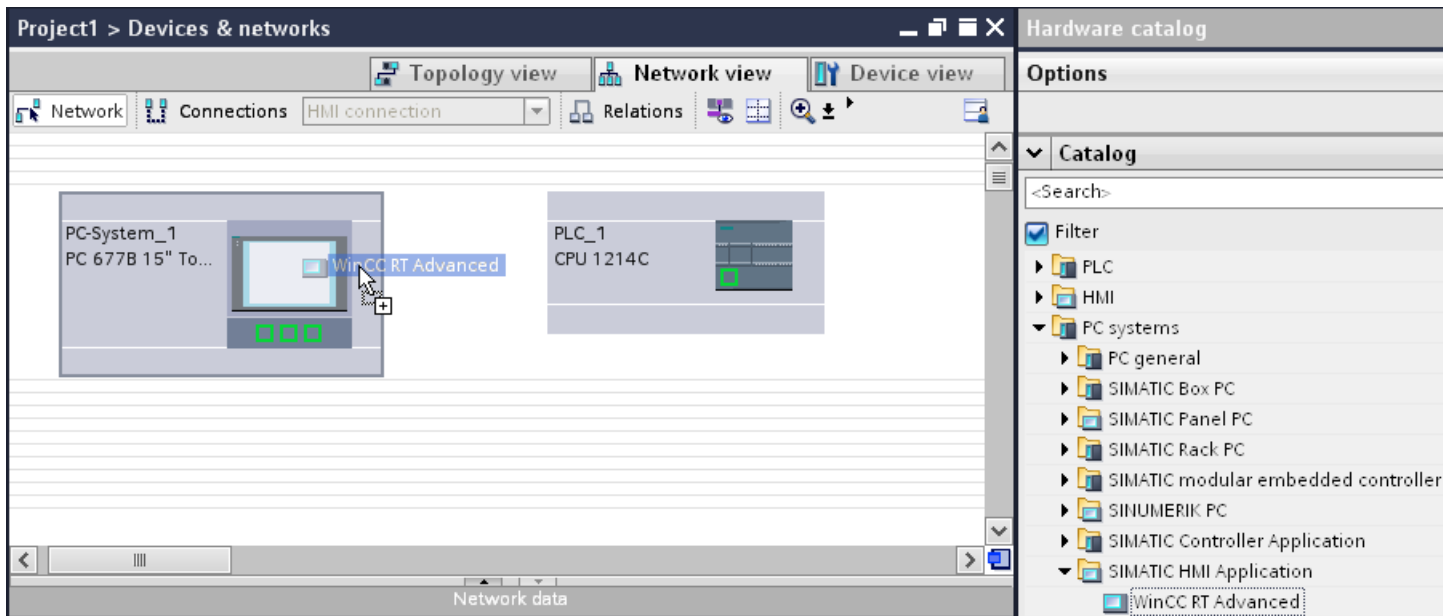 Project1 > Devices & networks
Topology view
Network view
Device view
Network
Connections
HMI connection
Relations
PC-System_1
PC 677B 15" To...
WinCC RT Advanced
PLC_1
CPU 1214C
Network data
Hardware catalog
Options
Catalog
<Search>
Filter
PLC
HMI
PC systems
PC general
SIMATIC Box PC
SIMATIC Panel PC
SIMATIC Rack PC
SIMATIC modular embedded controller
SINUMERIK PC
SIMATIC Controller Application
SIMATIC HMI Application
WinCC RT Advanced